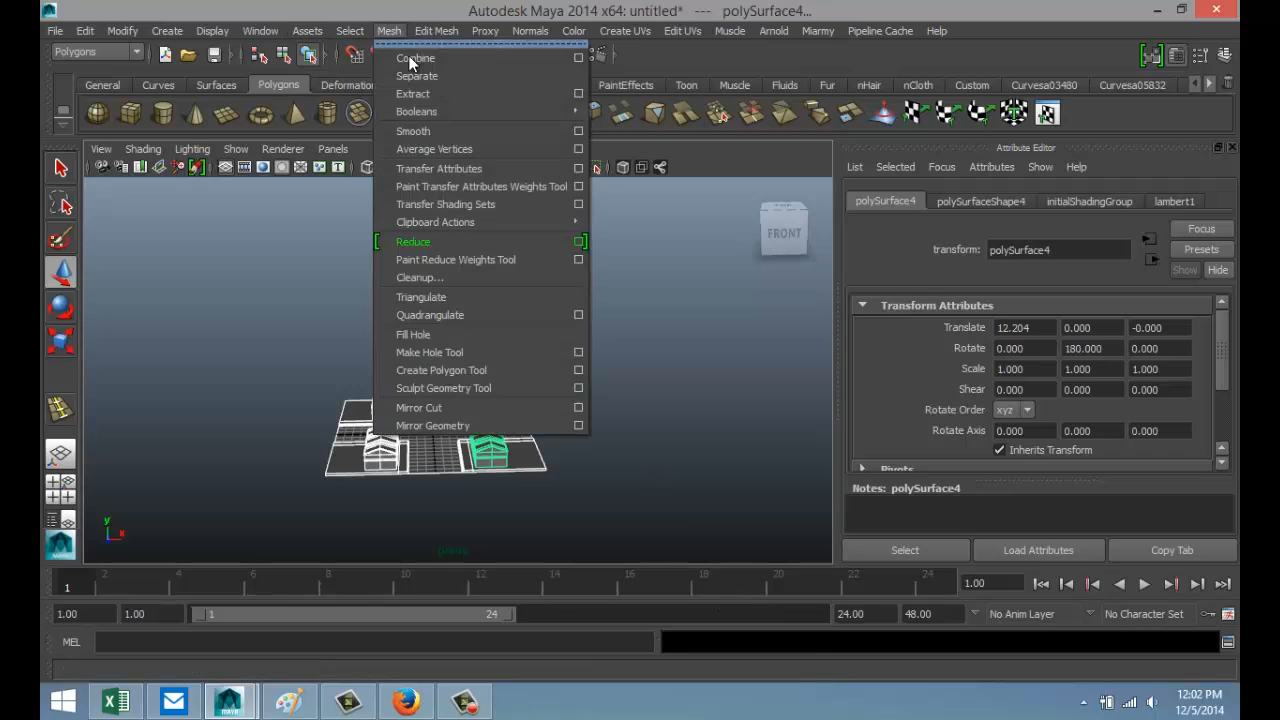 Autodesk Maya 2014 x64: untitled* --- polySurface4...
File Edit Modify Create Display Window Assets Select Mesh Edit Mesh Proxy Normals Color Create UVs Edit UVs Muscle Arnold Marmy Pipeline Cache Help
Polygons
General Curves Surfaces Polygons Deformation PaintEffects Toon Muscle Fluids Fur nHair nCloth Custom Curvesa03480 Curvesa05832
Combine
Separate
Extract
Booleans
Smooth
Average Vertices
Transfer Attributes
Paint Transfer Attributes Weights Tool
Transfer Shading Sets
Clipboard Actions
Reduce
Paint Reduce Weights Tool
Cleanup...
Triangulate
Quadrangulate
Fill Hole
Make Hole Tool
Create Polygon Tool
Sculpt Geometry Tool
Mirror Cut
Mirror Geometry
View Shading Lighting Show Renderer Panels
FRONT
y
x
persp
Attribute Editor
List Selected Focus Attributes Show Help
polySurface4 polySurfaceShape4 initialShadingGroup lambert1
Focus
transform: polySurface4
Presets
Show Hide
Transform Attributes
Translate 12.204 0.000 -0.000
Rotate 0.000 180.000 0.000
Scale 1.000 1.000 1.000
Shear 0.000 0.000 0.000
Rotate Order xyz
Rotate Axis 0.000 0.000 0.000
Inherits Transform
Pivots
Notes: polySurface4
Select Load Attributes Copy Tab
1 2 4 6 8 10 12 14 16 18 20 22 24 1.00
1.00 1.00 1 24 24.00 48.00 No Anim Layer No Character Set
MEL
12:02 PM
12/5/2014